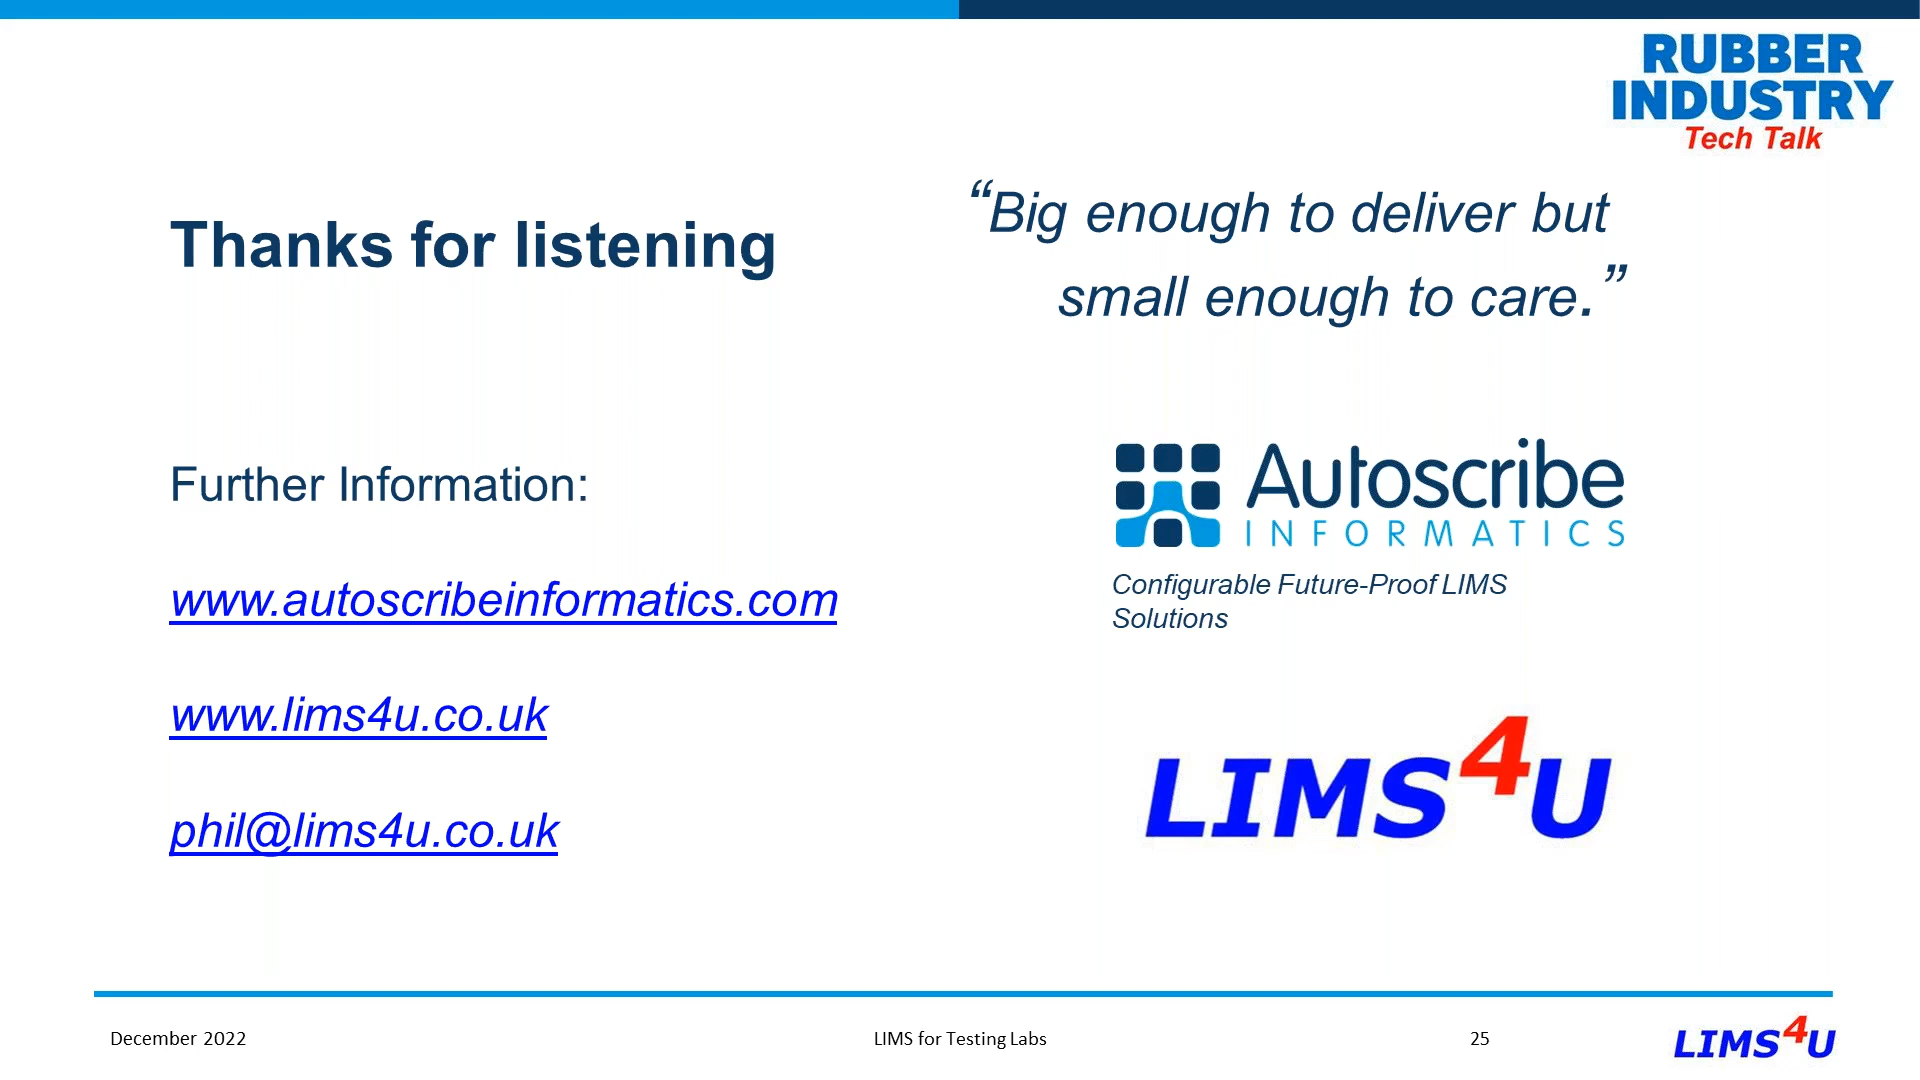 RUBBER
INDUSTRY
Tech Talk
Thanks for listening
“Big enough to deliver but
small enough to care.”
Further Information:
www.autoscribeinformatics.com
www.lims4u.co.uk
phil@lims4u.co.uk
Autoscribe
INFORMATICS
Configurable Future-Proof LIMS
Solutions
LIMS4U
December 2022
LIMS for Testing Labs
25
LIMS4U